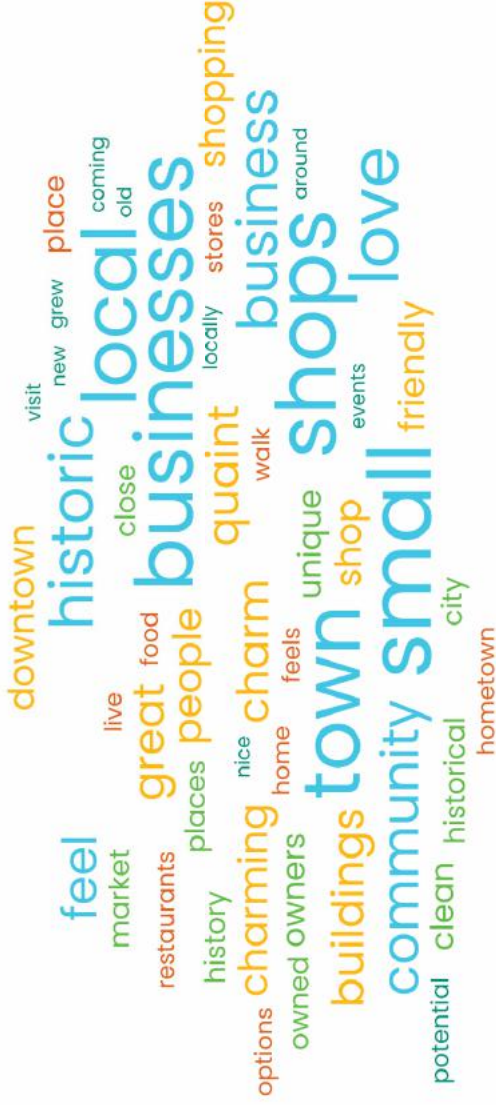 downtown
visit
historic
new
grew
place
feel
live
close
local
coming
old
market
great
food
businesses
shopping
restaurants
places
people
quaint
locally
stores
history
nice
charm
walk
business
charming
home
feels
unique
shops
around
options
owned
owners
town
shop
events
love
buildings
community
small
friendly
potential
clean
historical
city
hometown